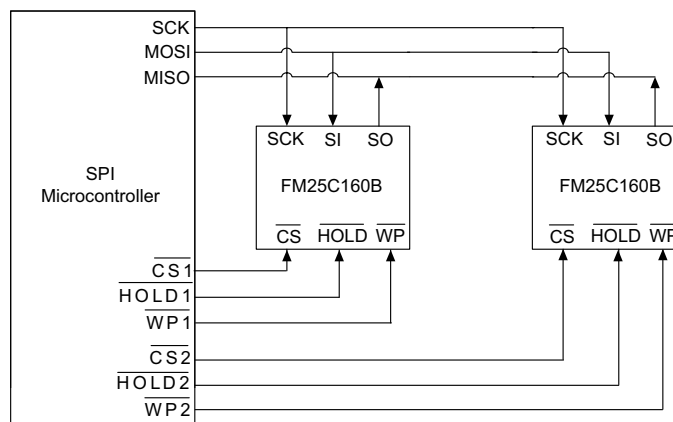 SCK
MOSI
MISO
SPI
Microcontroller
CS1
HOLD1
WP1
CS2
HOLD2
WP2
SCK SI SO
FM25C160B
CS HOLD WP
SCK SI SO
FM25C160B
CS HOLD WP